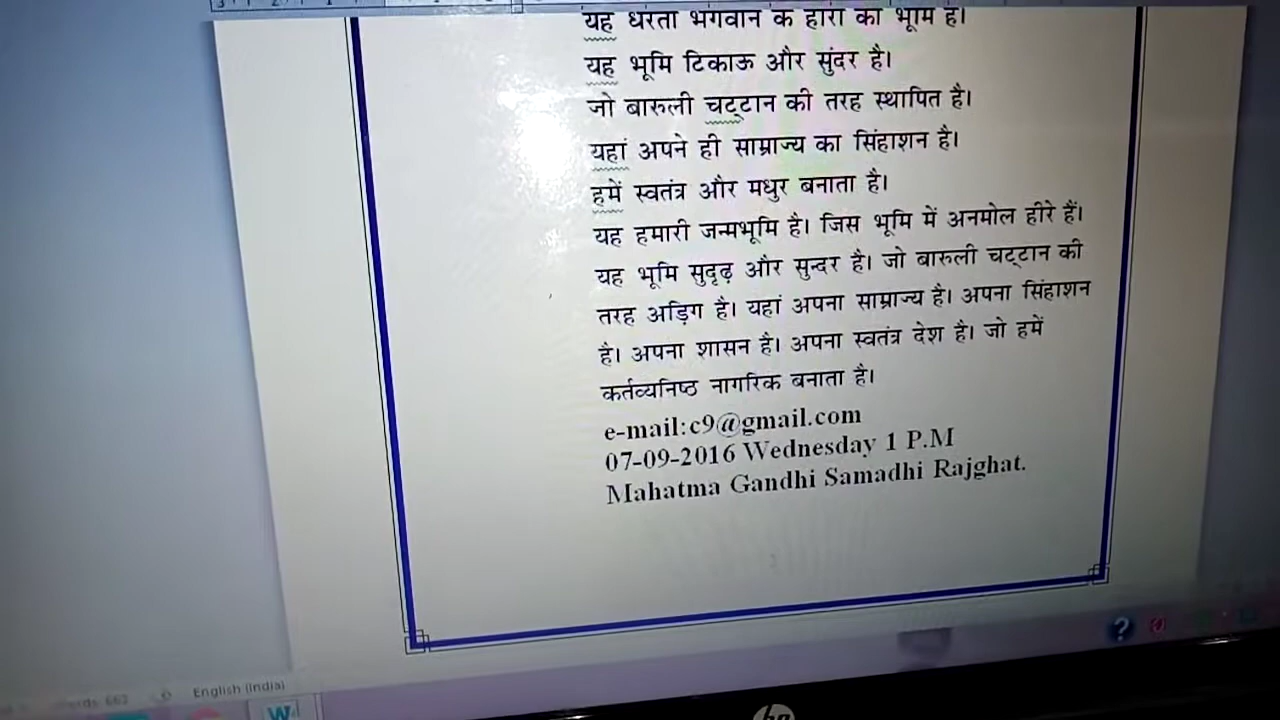 यह धरती भगवान के हीरों की भूमि है।
यह भूमि टिकाऊ और सुंदर है।
जो बारुली चट्टान की तरह स्थापित है।
यहां अपने ही साम्राज्य का सिंहाशन है।
हमें स्वतंत्र और मधुर बनाता है।
यह हमारी जन्मभूमि है। जिस भूमि में अनमोल हीरे हैं।
यह भूमि सुदृढ़ और सुन्दर है। जो बारुली चट्टान की
तरह अड़िग है। यहां अपना साम्राज्य है। अपना सिंहाशन
है। अपना शासन है। अपना स्वतंत्र देश है। जो हमें
कर्तव्यनिष्ठ नागरिक बनाता है।
e-mail:c9@gmail.com
07-09-2016 Wednesday 1 P.M
Mahatma Gandhi Samadhi Rajghat.
English (India)
W
hp